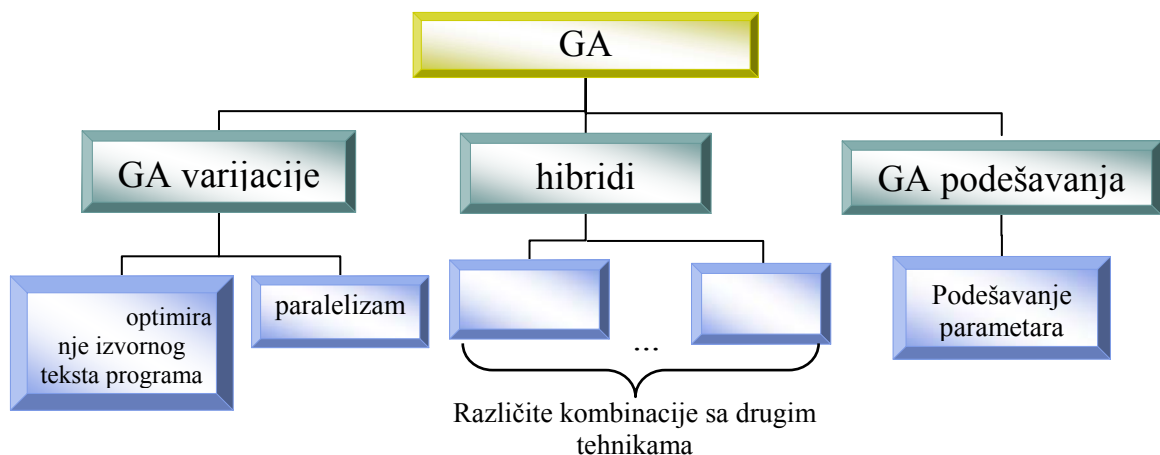 GA
GA varijacije
hibridi
GA podešavanja
optimira
nje izvornog
teksta programa
paralelizam
...
Podešavanje
parametara
Različite kombinacije sa drugim
tehnikama